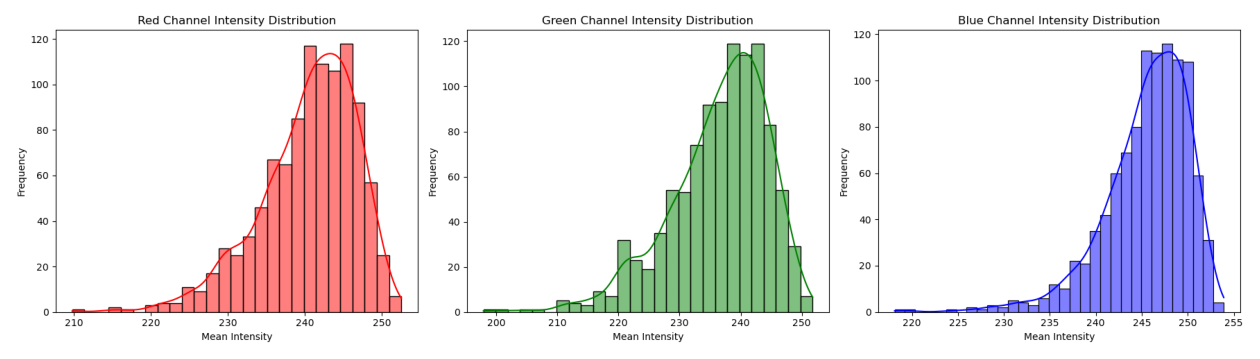 Red Channel Intensity Distribution
Frequency
120
100
80
60
40
20
0
210 220 230 240 250
Mean Intensity
Green Channel Intensity Distribution
Frequency
120
100
80
60
40
20
0
200 210 220 230 240 250
Mean Intensity
Blue Channel Intensity Distribution
Frequency
120
100
80
60
40
20
0
220 225 230 235 240 245 250 255
Mean Intensity